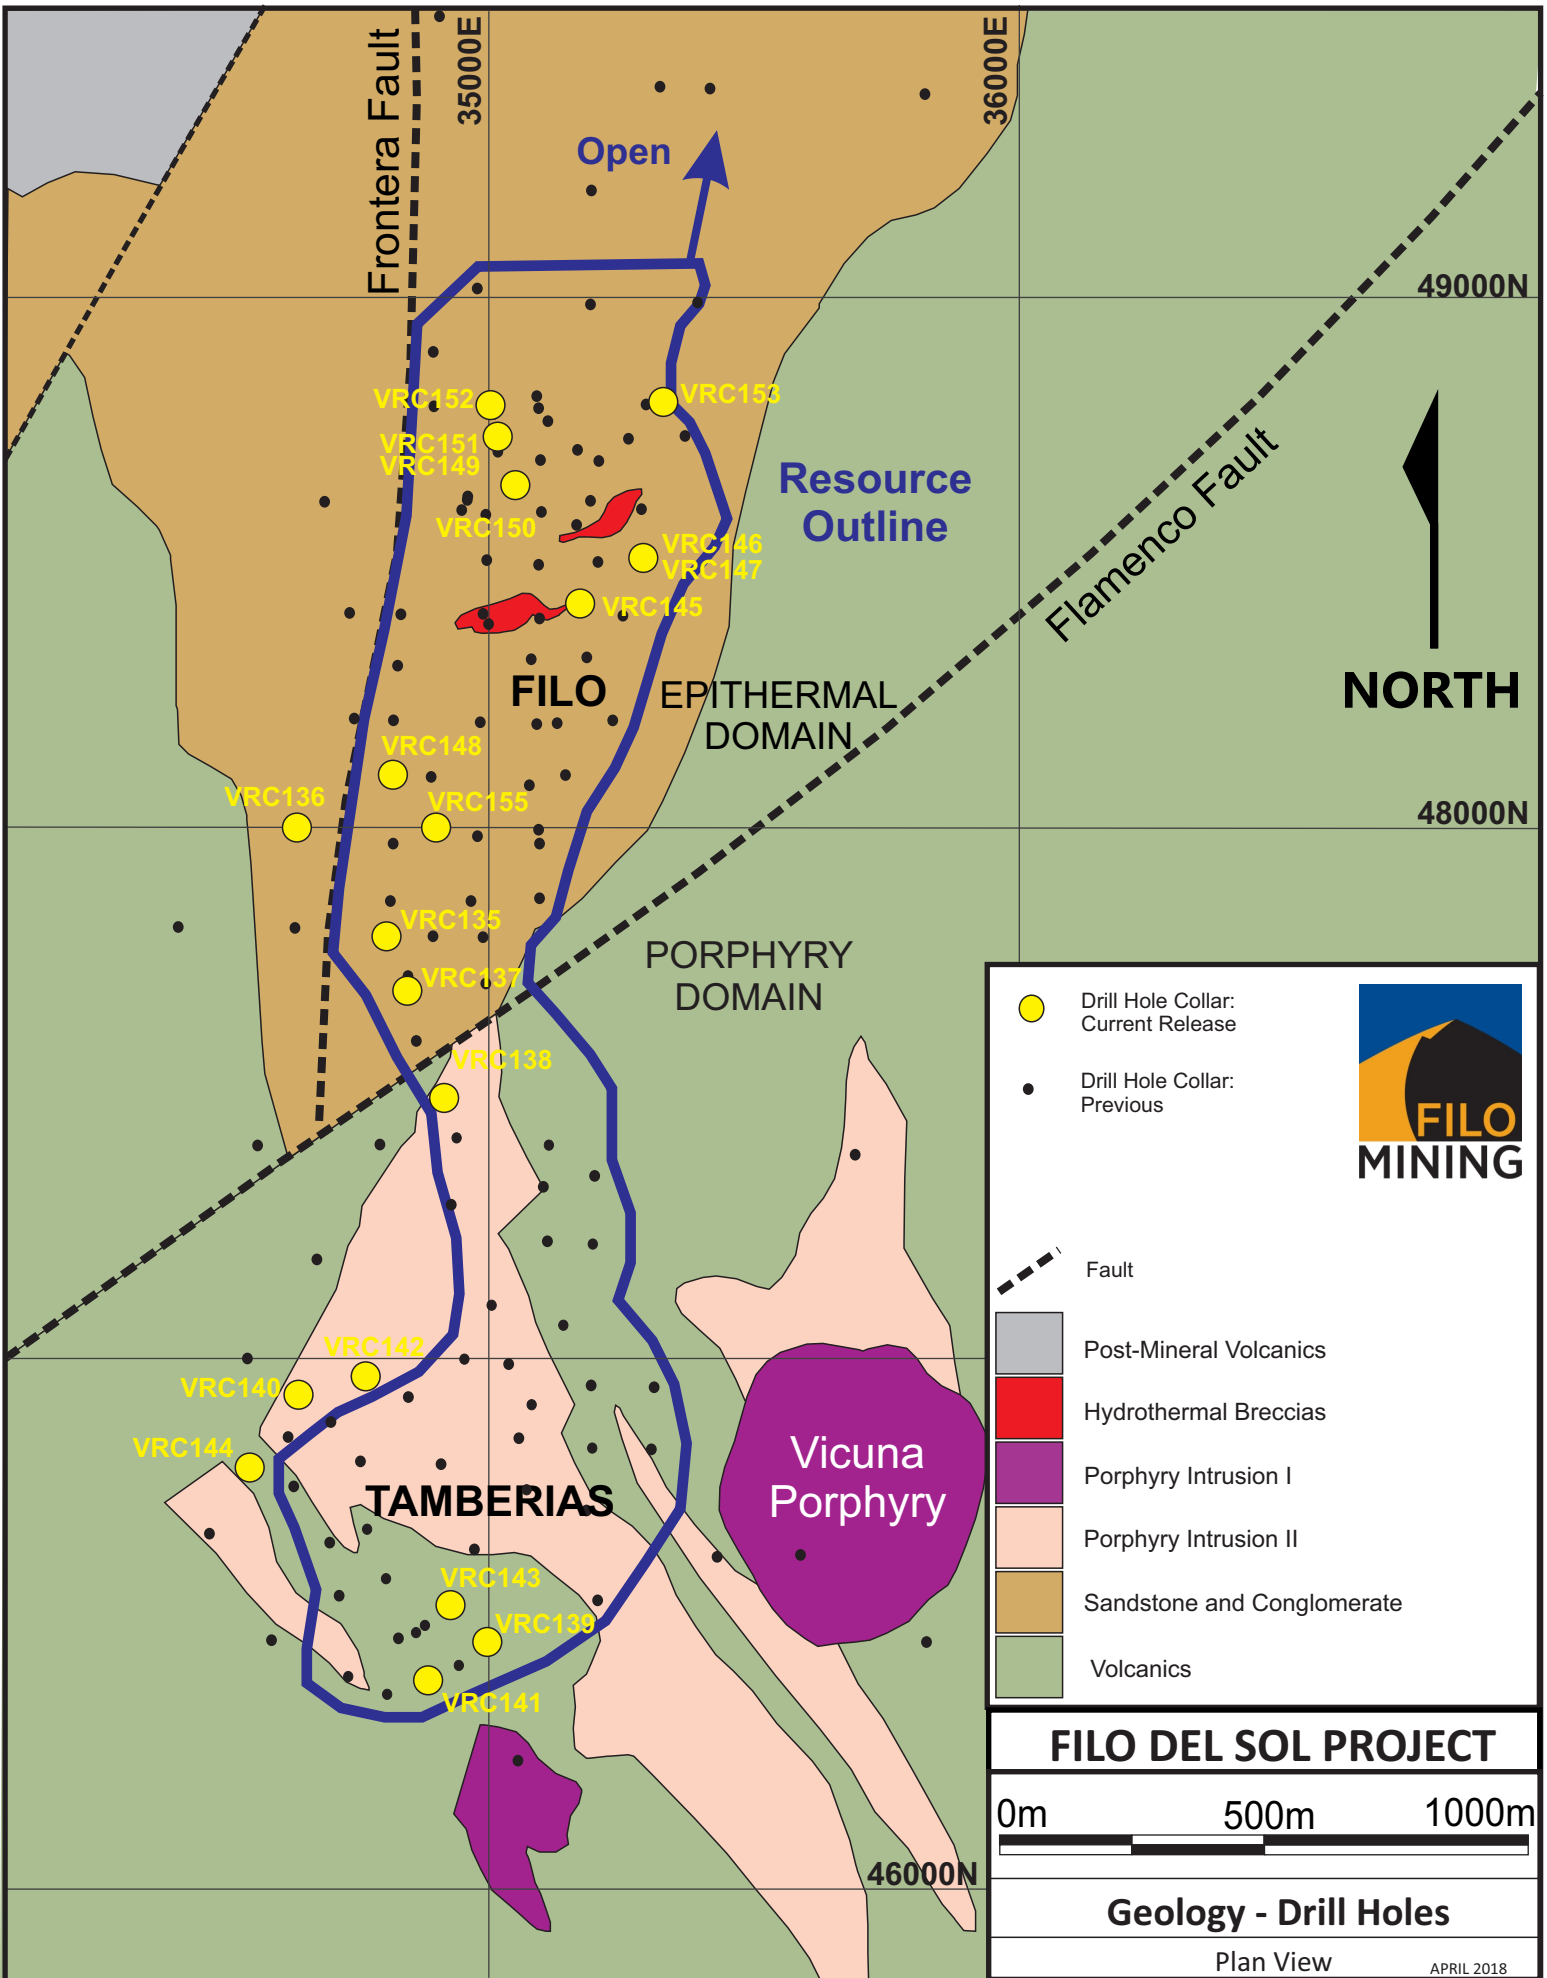 35000E
36000E
Frontera Fault
Open
49000N
VRC152
VRC153
VRC151
VRC149
Resource
Outline
VRC150
VRC146
VRC147
Flamenco Fault
VRC145
FILO
EPITHERMAL
DOMAIN
NORTH
VRC148
VRC136
VRC155
48000N
VRC135
VRC137
PORPHYRY
DOMAIN
VRC138
VRC142
VRC140
VRC144
TAMBERIAS
Vicuna
Porphyry
VRC143
VRC139
VRC141
46000N
Drill Hole Collar:
Current Release
Drill Hole Collar:
Previous
FILO
MINING
Fault
Post-Mineral Volcanics
Hydrothermal Breccias
Porphyry Intrusion I
Porphyry Intrusion II
Sandstone and Conglomerate
Volcanics
FILO DEL SOL PROJECT
0m 500m 1000m
Geology - Drill Holes
Plan View
APRIL 2018